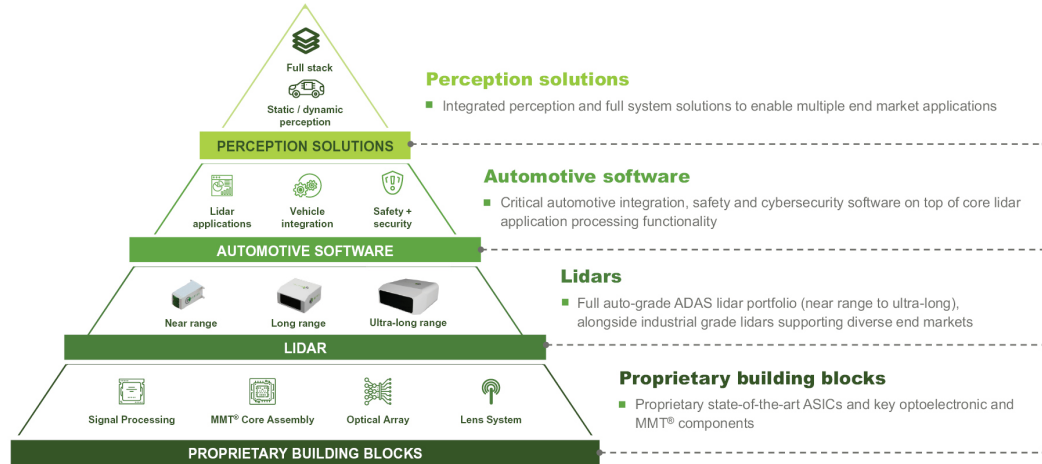 Full stack
Static / dynamic
perception
PERCEPTION SOLUTIONS
Perception solutions
Integrated perception and full system solutions to enable multiple end market applications
Lidar
applications
Vehicle
integration
Safety +
security
AUTOMOTIVE SOFTWARE
Automotive software
Critical automotive integration, safety and cybersecurity software on top of core lidar
application processing functionality
Near range
Long range
Ultra-long range
LIDAR
Lidars
Full auto-grade ADAS lidar portfolio (near range to ultra-long),
alongside industrial grade lidars supporting diverse end markets
Signal Processing
MMT® Core Assembly
Optical Array
Lens System
PROPRIETARY BUILDING BLOCKS
Proprietary building blocks
Proprietary state-of-the-art ASICs and key optoelectronic and
MMT® components